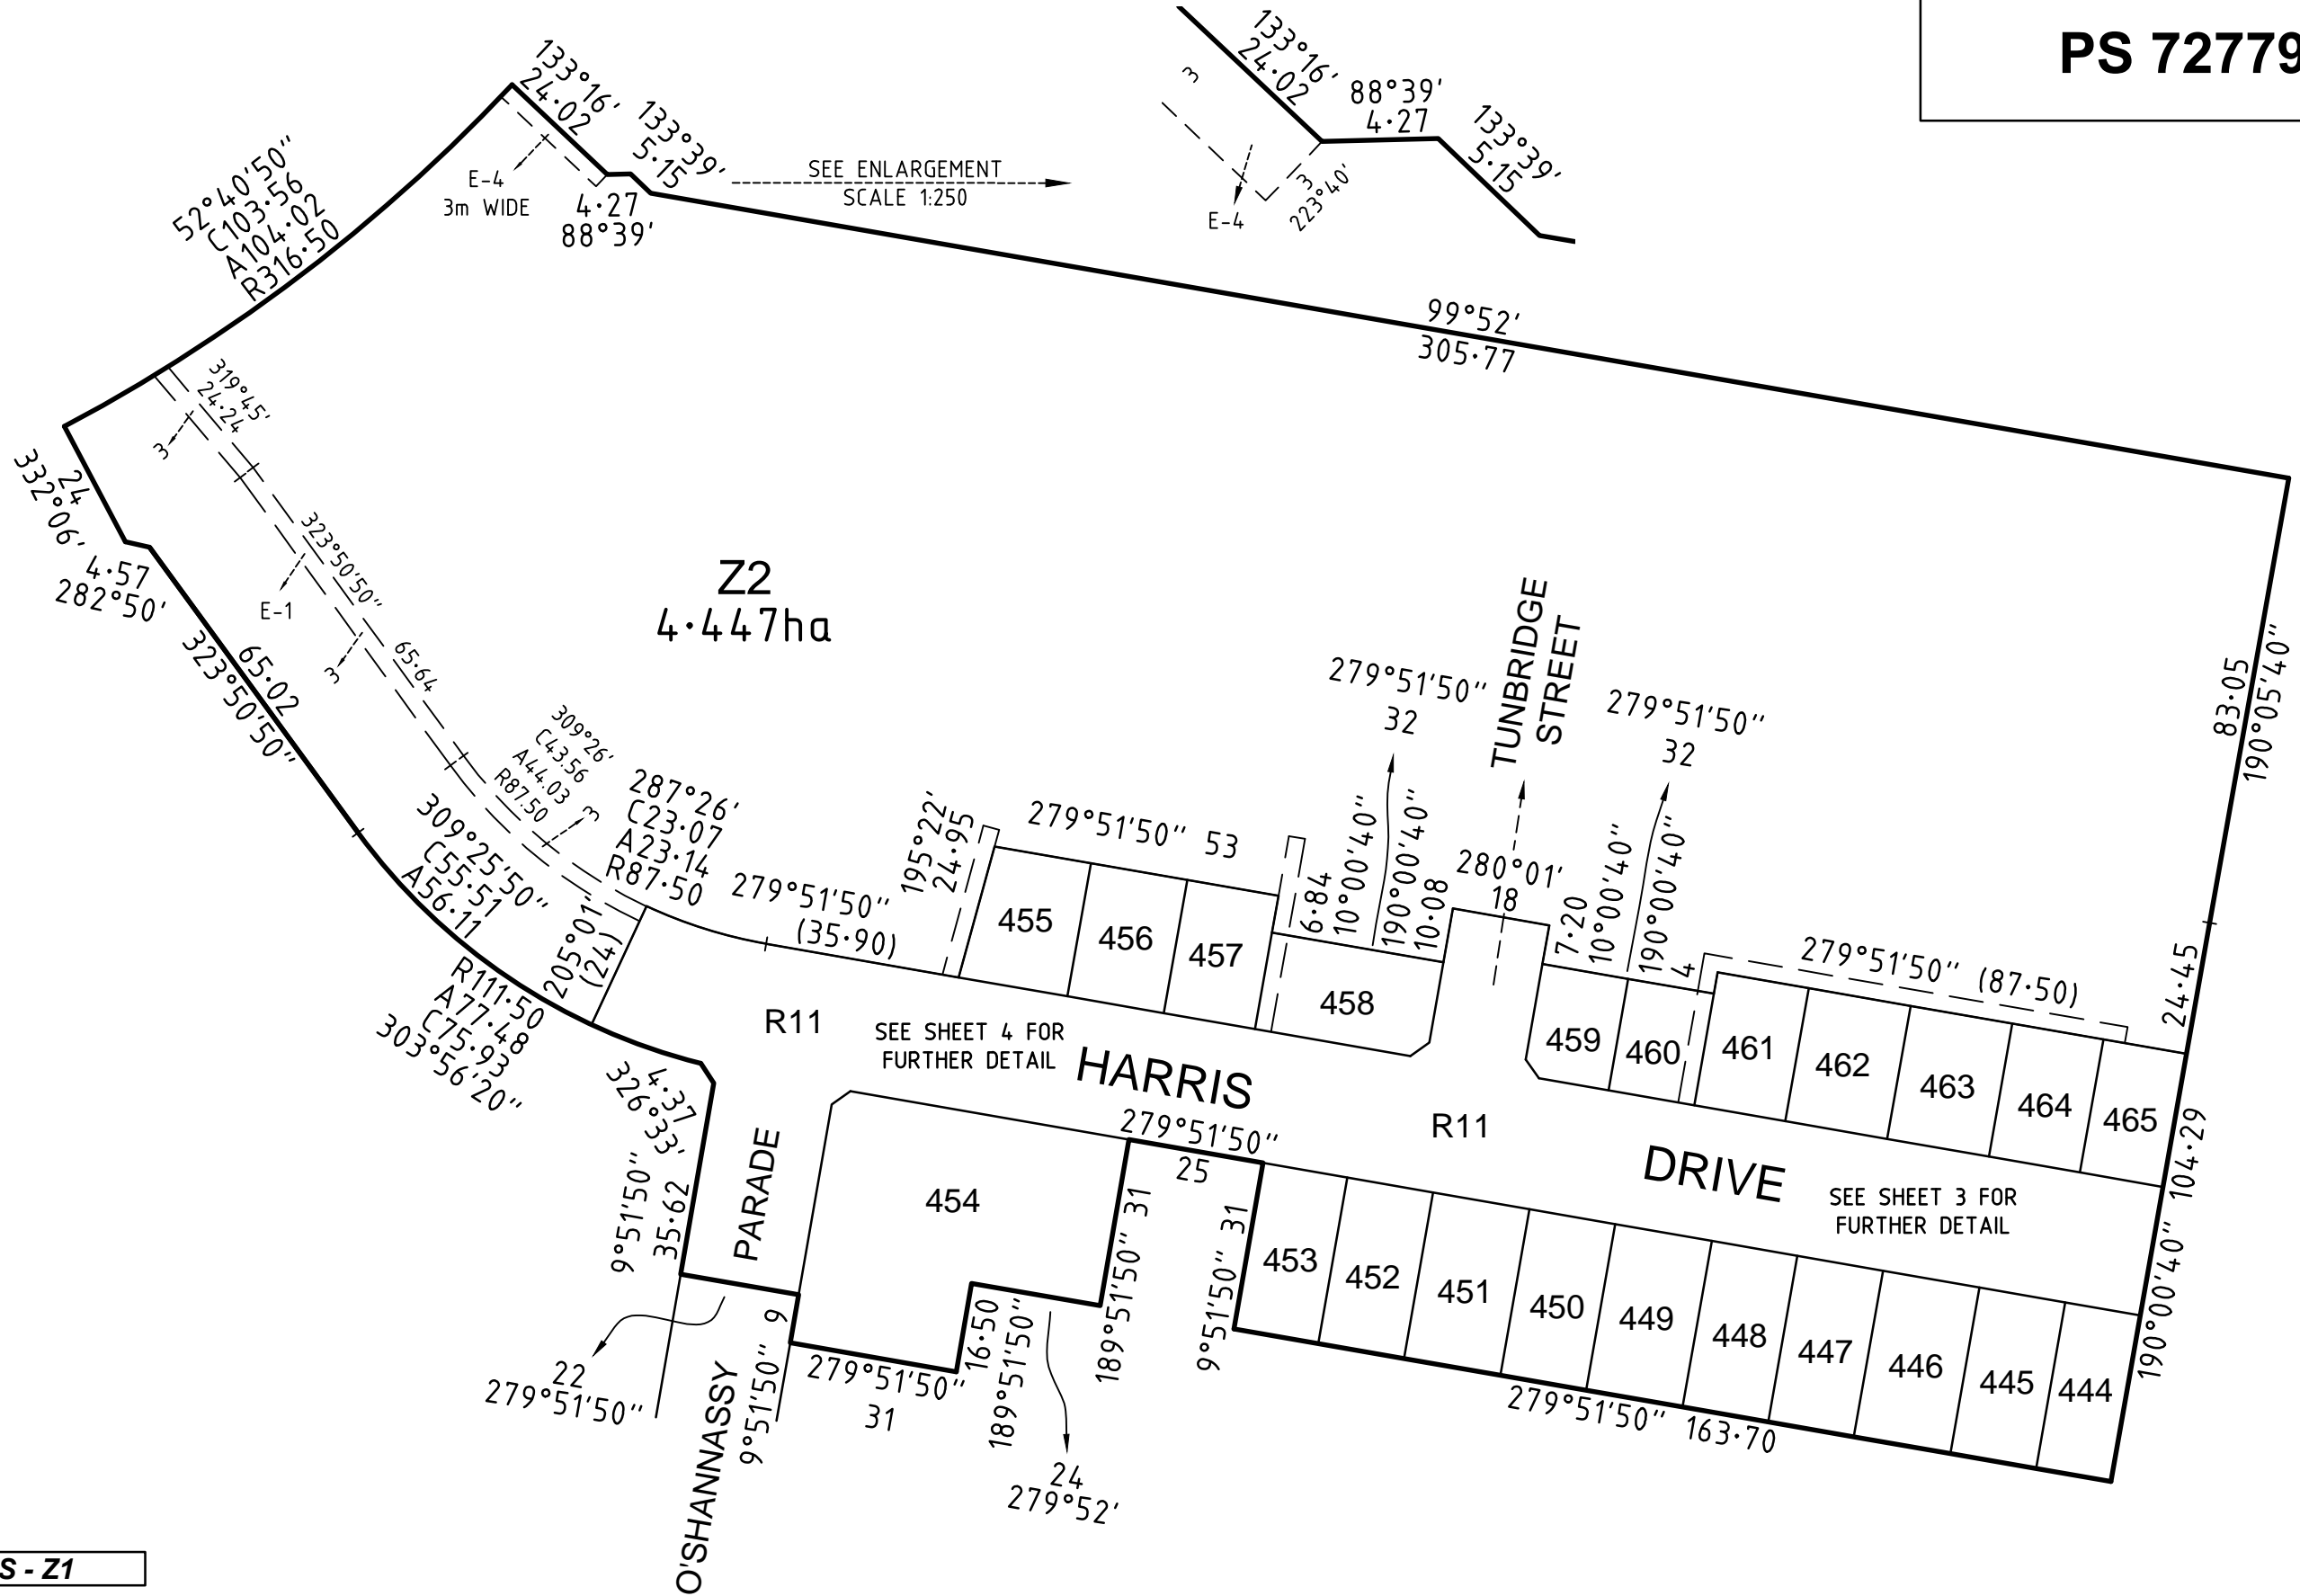 PS 72779
133°16'
24·02
133°39'
5·15
4·27
88°39'
E-4
3m WIDE
SEE ENLARGEMENT
SCALE 1:250
133°16'
24·02
3
88°39'
4·27
133°39'
5·15
3
223°40'
E-4
52°40'50"
C103·56
A104·02
R316·50
99°52'
305·77
319°45'
24·24
3
24
332°06'
4·57
282°50'
323°50'50"
65·64
E-1
3
65·02
323°50'50"
Z2
4·447ha
309°26'
C43.56
A44.03
R87.50
3
287°26'
C23·07
A23·14
R87·50
309°25'50"
C55·51
A56·11
205°01'
(24)
R111·50
A77·48
C75·93
303°56'20"
279°51'50"
(35·90)
195°22'
24·95
279°51'50" 53
279°51'50"
32
6·84
10°00'40"
190°00'40"
10·08
TUNBRIDGE
STREET
280°01'
18
279°51'50"
32
7·20
10°00'40"
190°00'40"
4
279°51'50" (87·50)
83·05
190°05'40"
24·45
104·29
190°00'40"
455
456
457
458
459
460
461
462
463
464
465
R11
SEE SHEET 4 FOR
FURTHER DETAIL
HARRIS
R11
DRIVE
SEE SHEET 3 FOR
FURTHER DETAIL
4·37
326°33'
9°51'50"
35·62
PARADE
454
279°51'50"
25
189°51'50" 31
9°51'50" 31
453
452
451
450
449
448
447
446
445
444
279°51'50" 163·70
22
279°51'50"
O'SHANNASSY
9°51'50" 9
279°51'50"
31
16·50
189°51'50"
24
279°52'
S - Z1